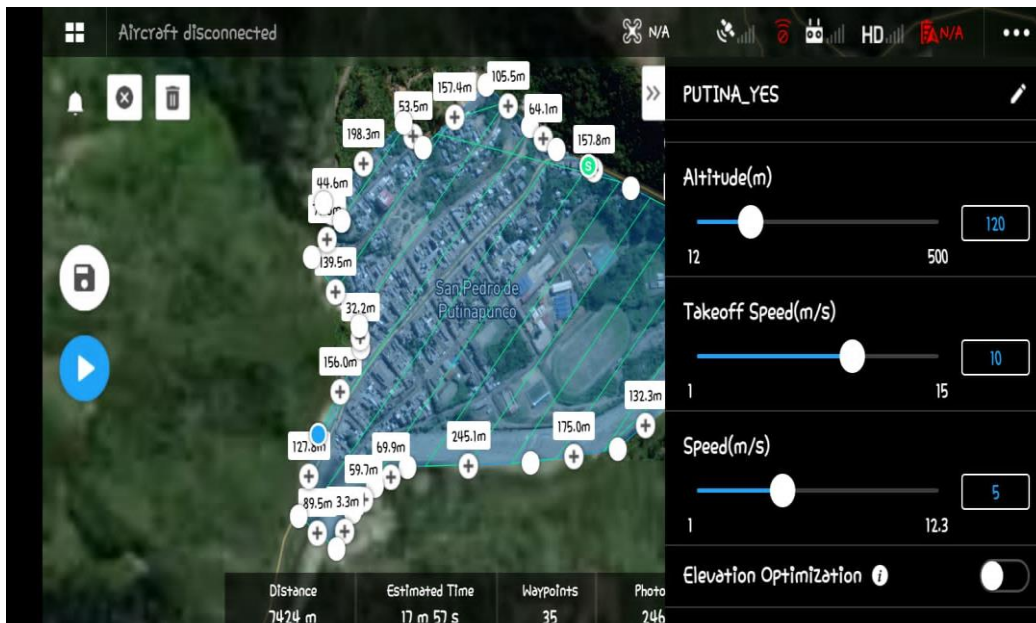 Aircraft disconnected
N/A
HD
N/A
PUTINA_YES
Altitude(m)
120
12
500
Takeoff Speed(m/s)
10
1
15
Speed(m/s)
5
1
12.3
Elevation Optimization
105.5m
157.4m
53.5m
64.1m
198.3m
157.8m
S
44.6m
139.5m
San Pedro de
Putinapunco
32.2m
156.0m
132.3m
175.0m
245.1m
69.9m
59.7m
89.5m
3.3m
Distance
7424 m
Estimated Time
17 m 57 s
Waypoints
35
Photo
246